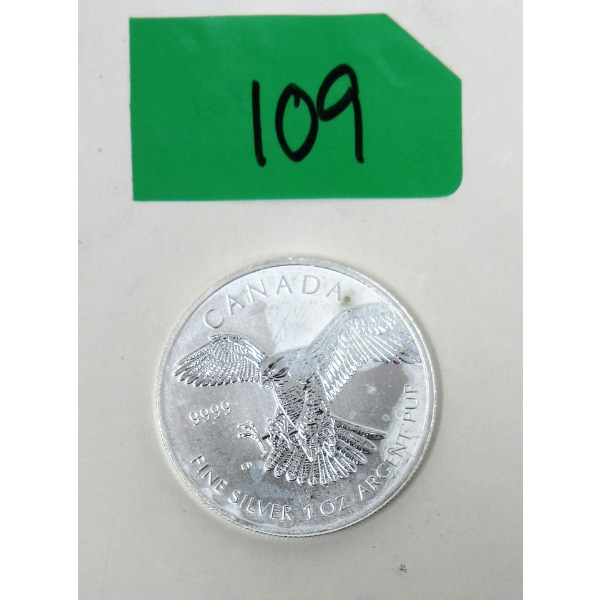 109
CANADA
9999
FINE SILVER 1 OZ ARGENT PUR